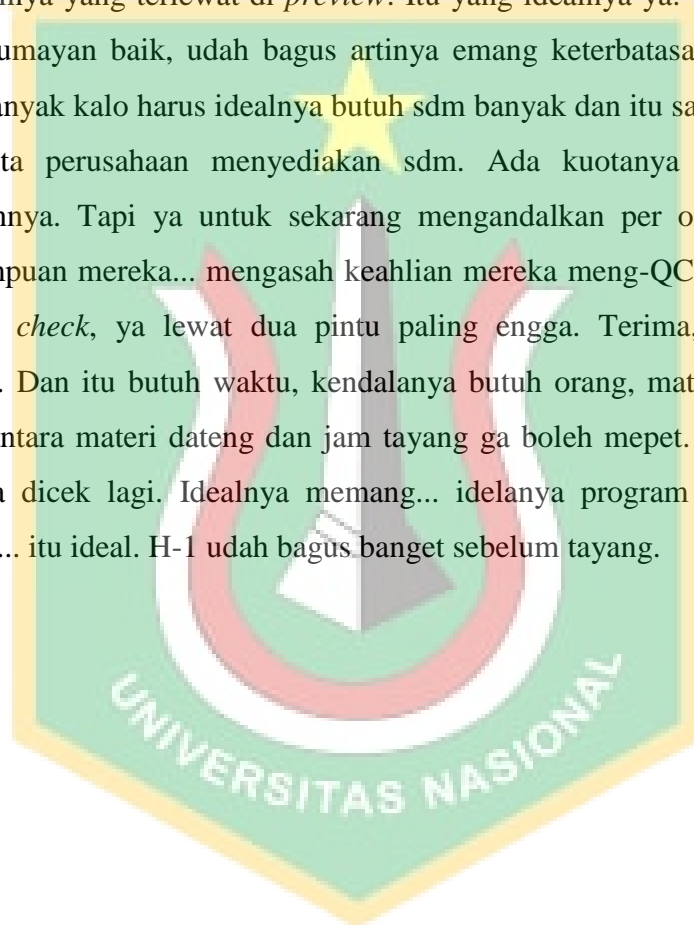 nya yang terlewat di preview. Itu yang idealnya ya.
umayan baik, udah bagus artinya emang keterbatasa
anyak kalo harus idealnya butuh sdm banyak dan itu sa
ta perusahaan menyediakan sdm. Ada kuotanya
nnya. Tapi ya untuk sekarang mengandalkan per o
npuan mereka... mengasah keahlian mereka meng-QC
check, ya lewat dua pintu paling engga. Terima,
. Dan itu butuh waktu, kendalanya butuh orang, mat
ntara materi dateng dan jam tayang ga boleh mepet.
a dicek lagi. Idealnya memang... idelanya program
... itu ideal. H-1 udah bagus banget sebelum tayang.
UNIVERSITAS NASIONAL